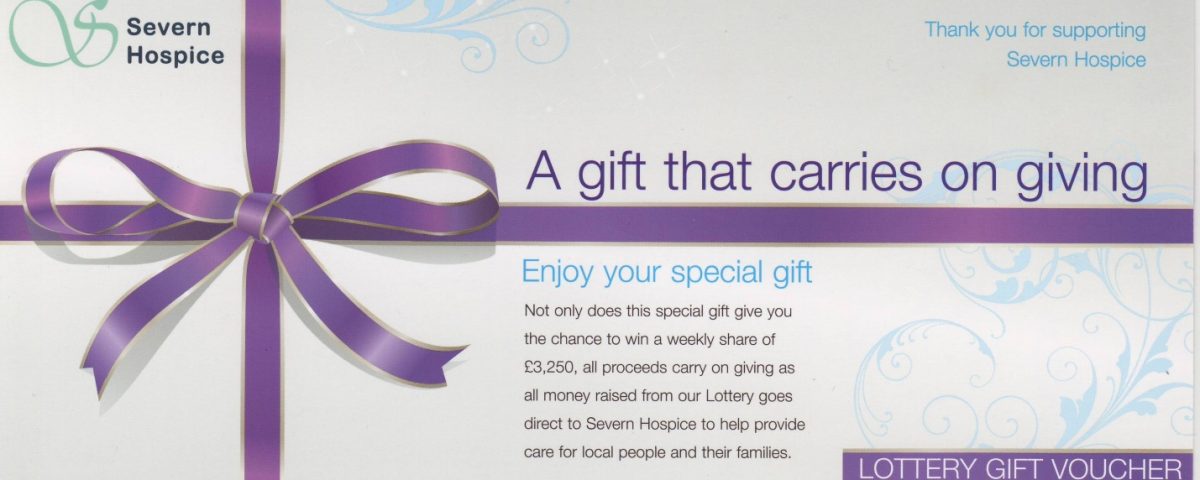 Severn
Hospice
Thank you for supporting
Severn Hospice
A gift that carries on giving
Enjoy your special gift
Not only does this special gift give you
the chance to win a weekly share of
£3,250, all proceeds carry on giving as
all money raised from our Lottery goes
direct to Severn Hospice to help provide
care for local people and their families.
LOTTERY GIFT VOUCHER